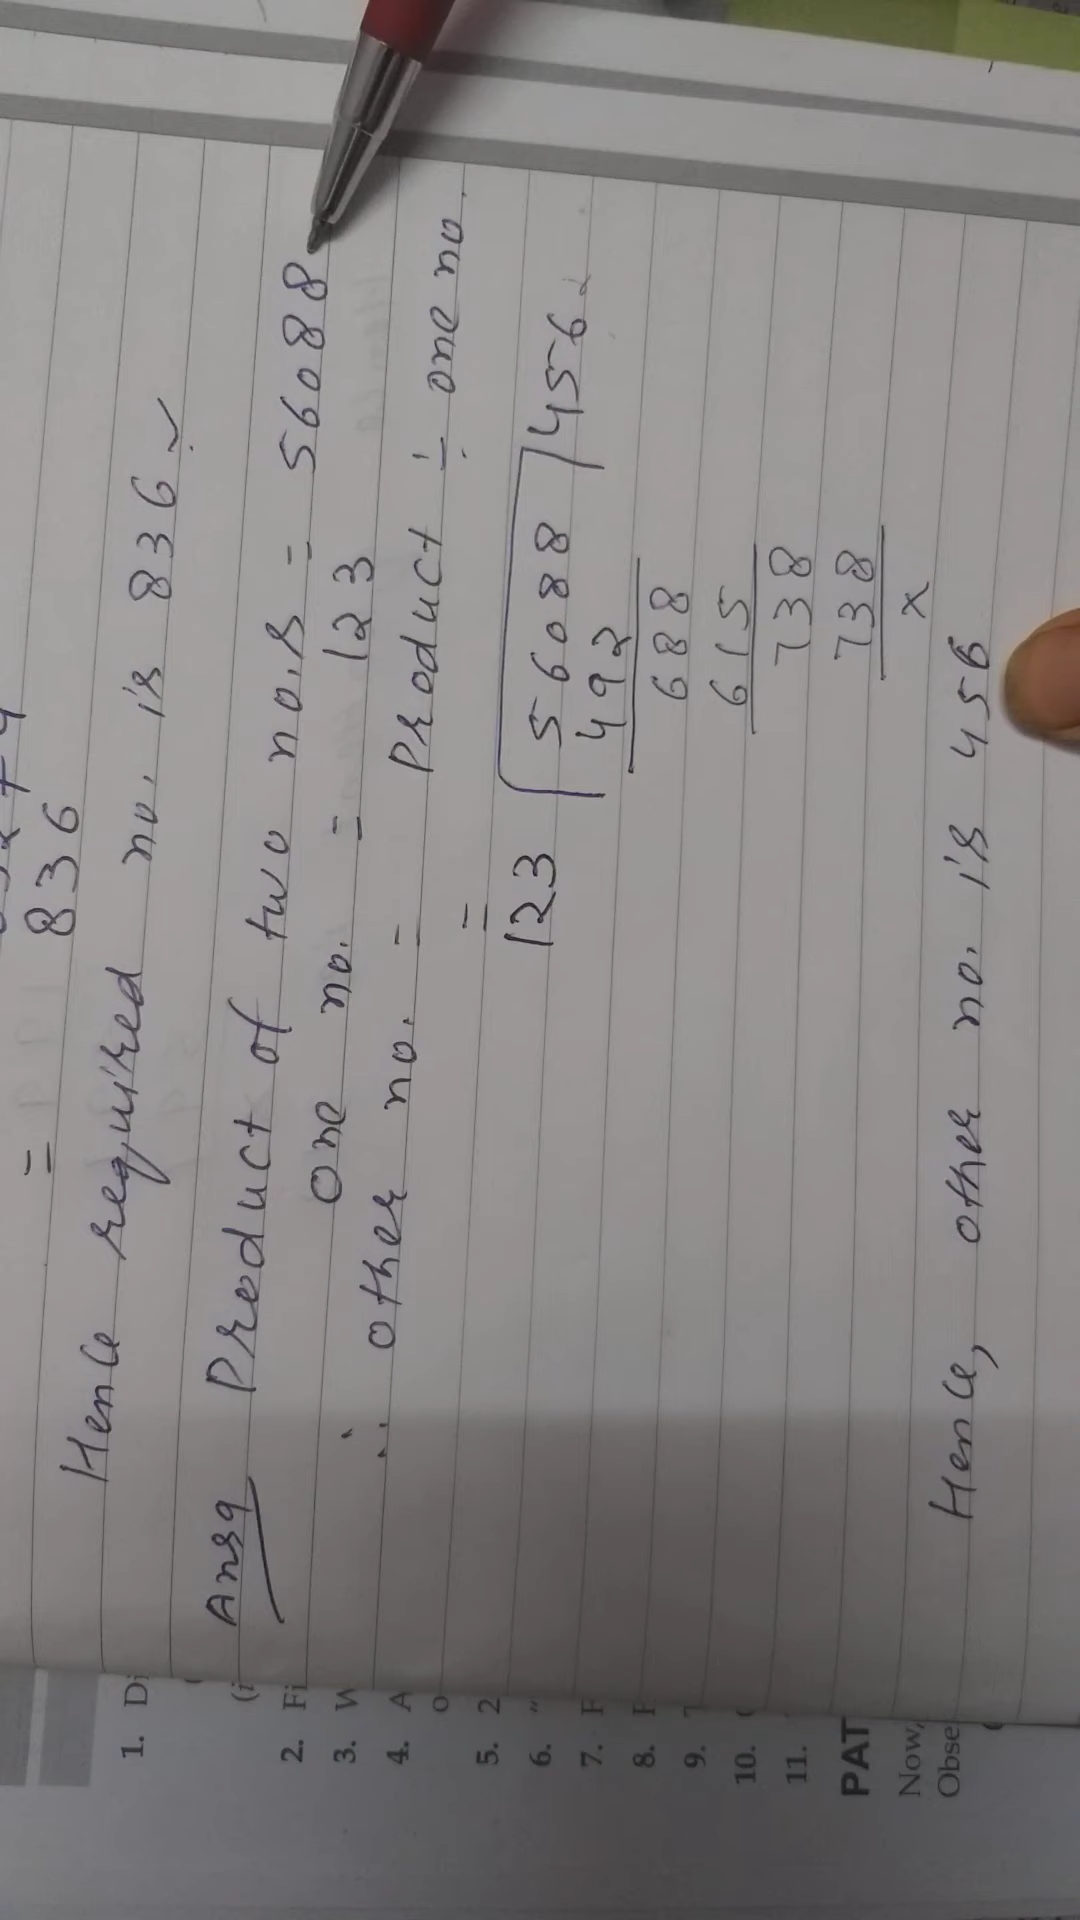 = 836
Hence required no. is 836 ✓
Ans9 Product of two no.s = 56088
One no. = 123
∴ other no. = Product ÷ one no.
=
123 56088 456
492
688
615
738
738
×
Hence, other no. is 456
1. Di
(i
2. Fi
3. W
4. A
o
5. 2
6. "
7. F
8. F
9.
10.
11.
PAT
Now,
Obse